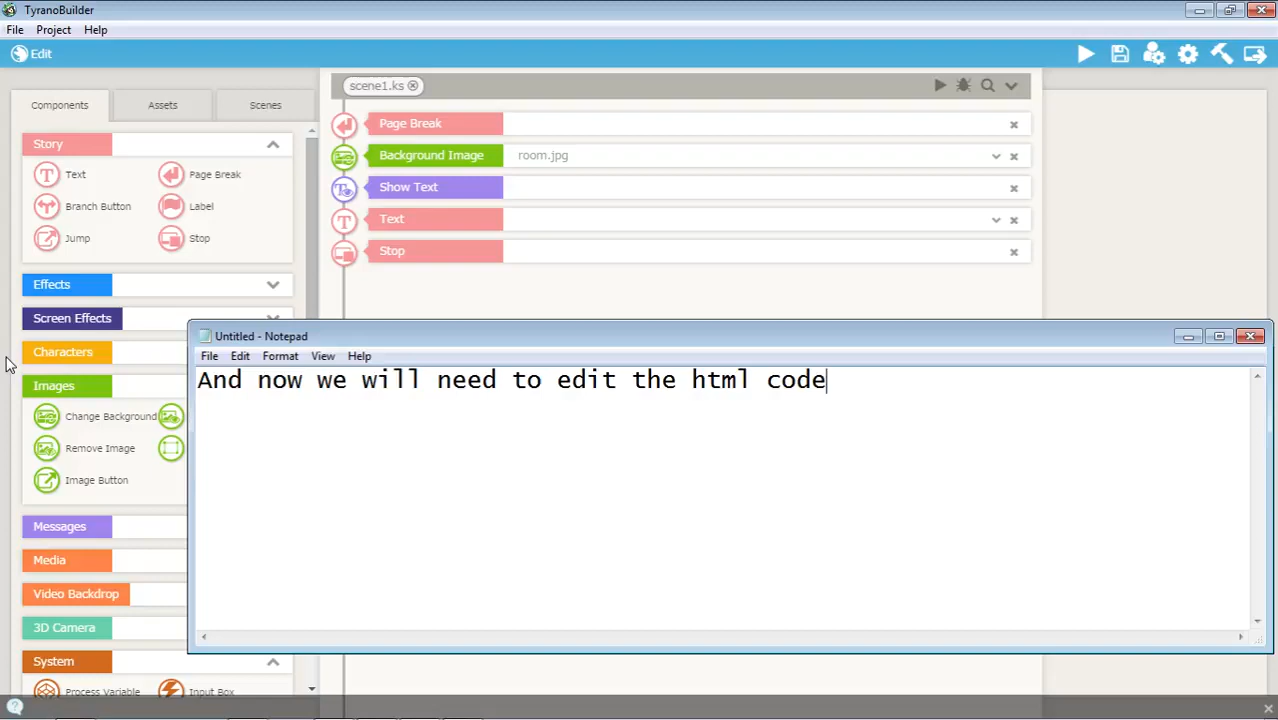 TyranoBuilder
File Project Help
Edit
Components Assets Scenes
scene1.ks
Story
Text Page Break
Branch Button Label
Jump Stop
Effects
Screen Effects
Characters
Images
Change Background
Remove Image
Image Button
Messages
Media
Video Backdrop
3D Camera
System
Process Variable Input Box
Page Break
Background Image room.jpg
Show Text
Text
Stop
Untitled - Notepad
File Edit Format View Help
And now we will need to edit the html code